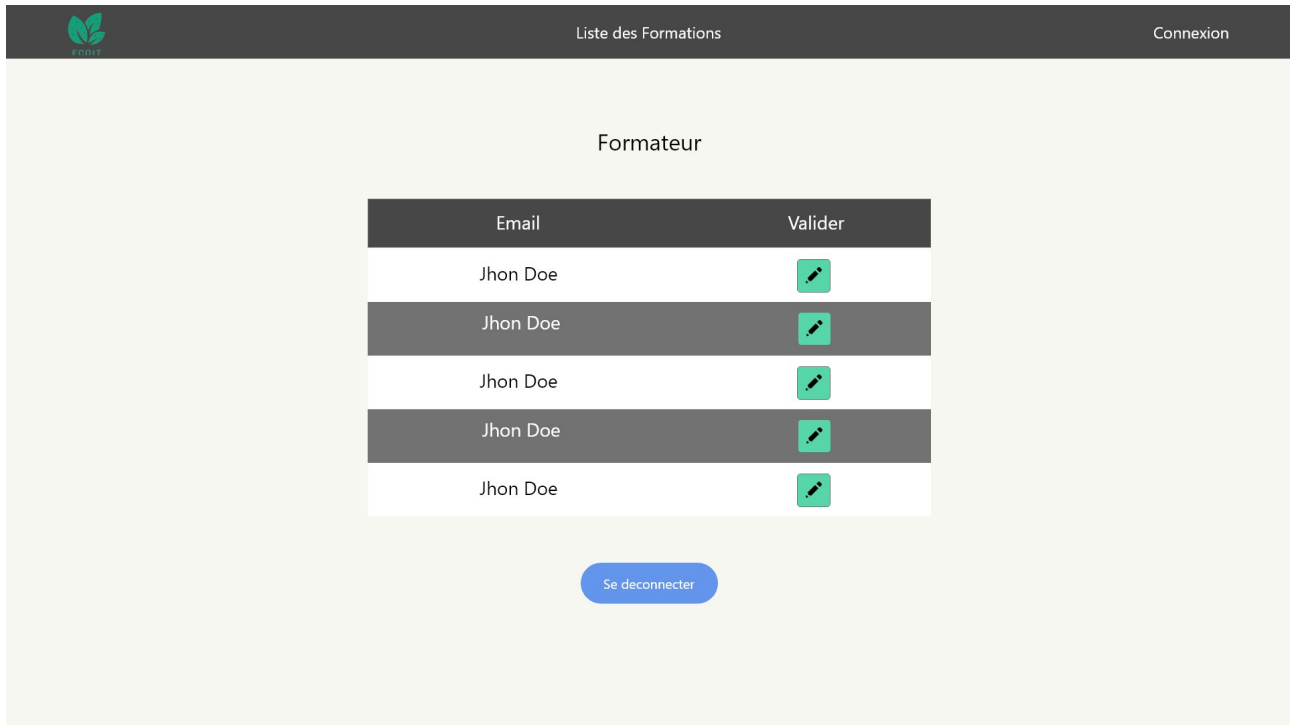 ECOIT
Liste des Formations
Connexion
Formateur
Email Valider
Jhon Doe
Jhon Doe
Jhon Doe
Jhon Doe
Jhon Doe
Se deconnecter